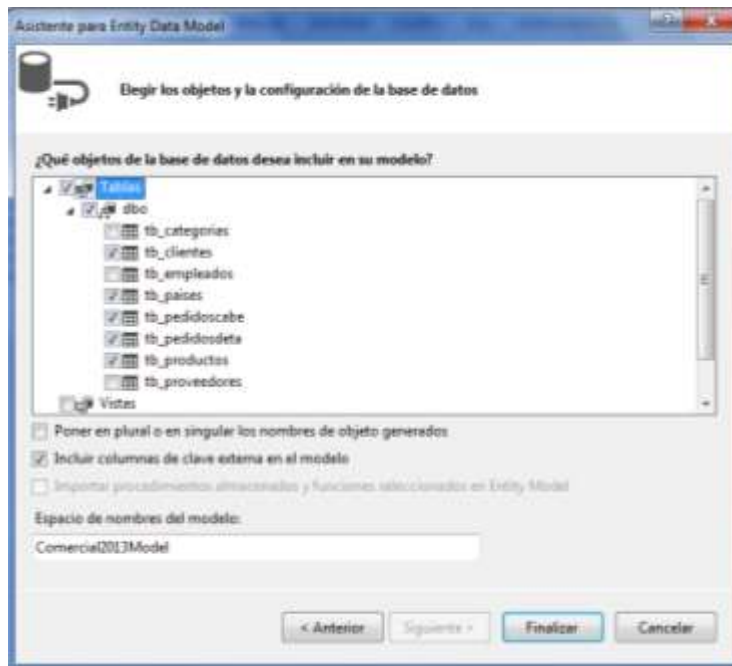 Asistente para Entity Data Model
Elegir los objetos y la configuración de la base de datos
¿Qué objetos de la base de datos desea incluir en su modelo?
Tablas
dbo
tb_categorias
tb_clientes
tb_empleados
tb_paises
tb_pedidoscabe
tb_pedidosdeta
tb_productos
tb_proveedores
Vistas
Poner en plural o en singular los nombres de objeto generados
Incluir columnas de clave externa en el modelo
Importar procedimientos almacenados y funciones seleccionados en Entity Model
Espacio de nombres del modelo:
Comercial2013Model
< Anterior
Siguiente >
Finalizar
Cancelar